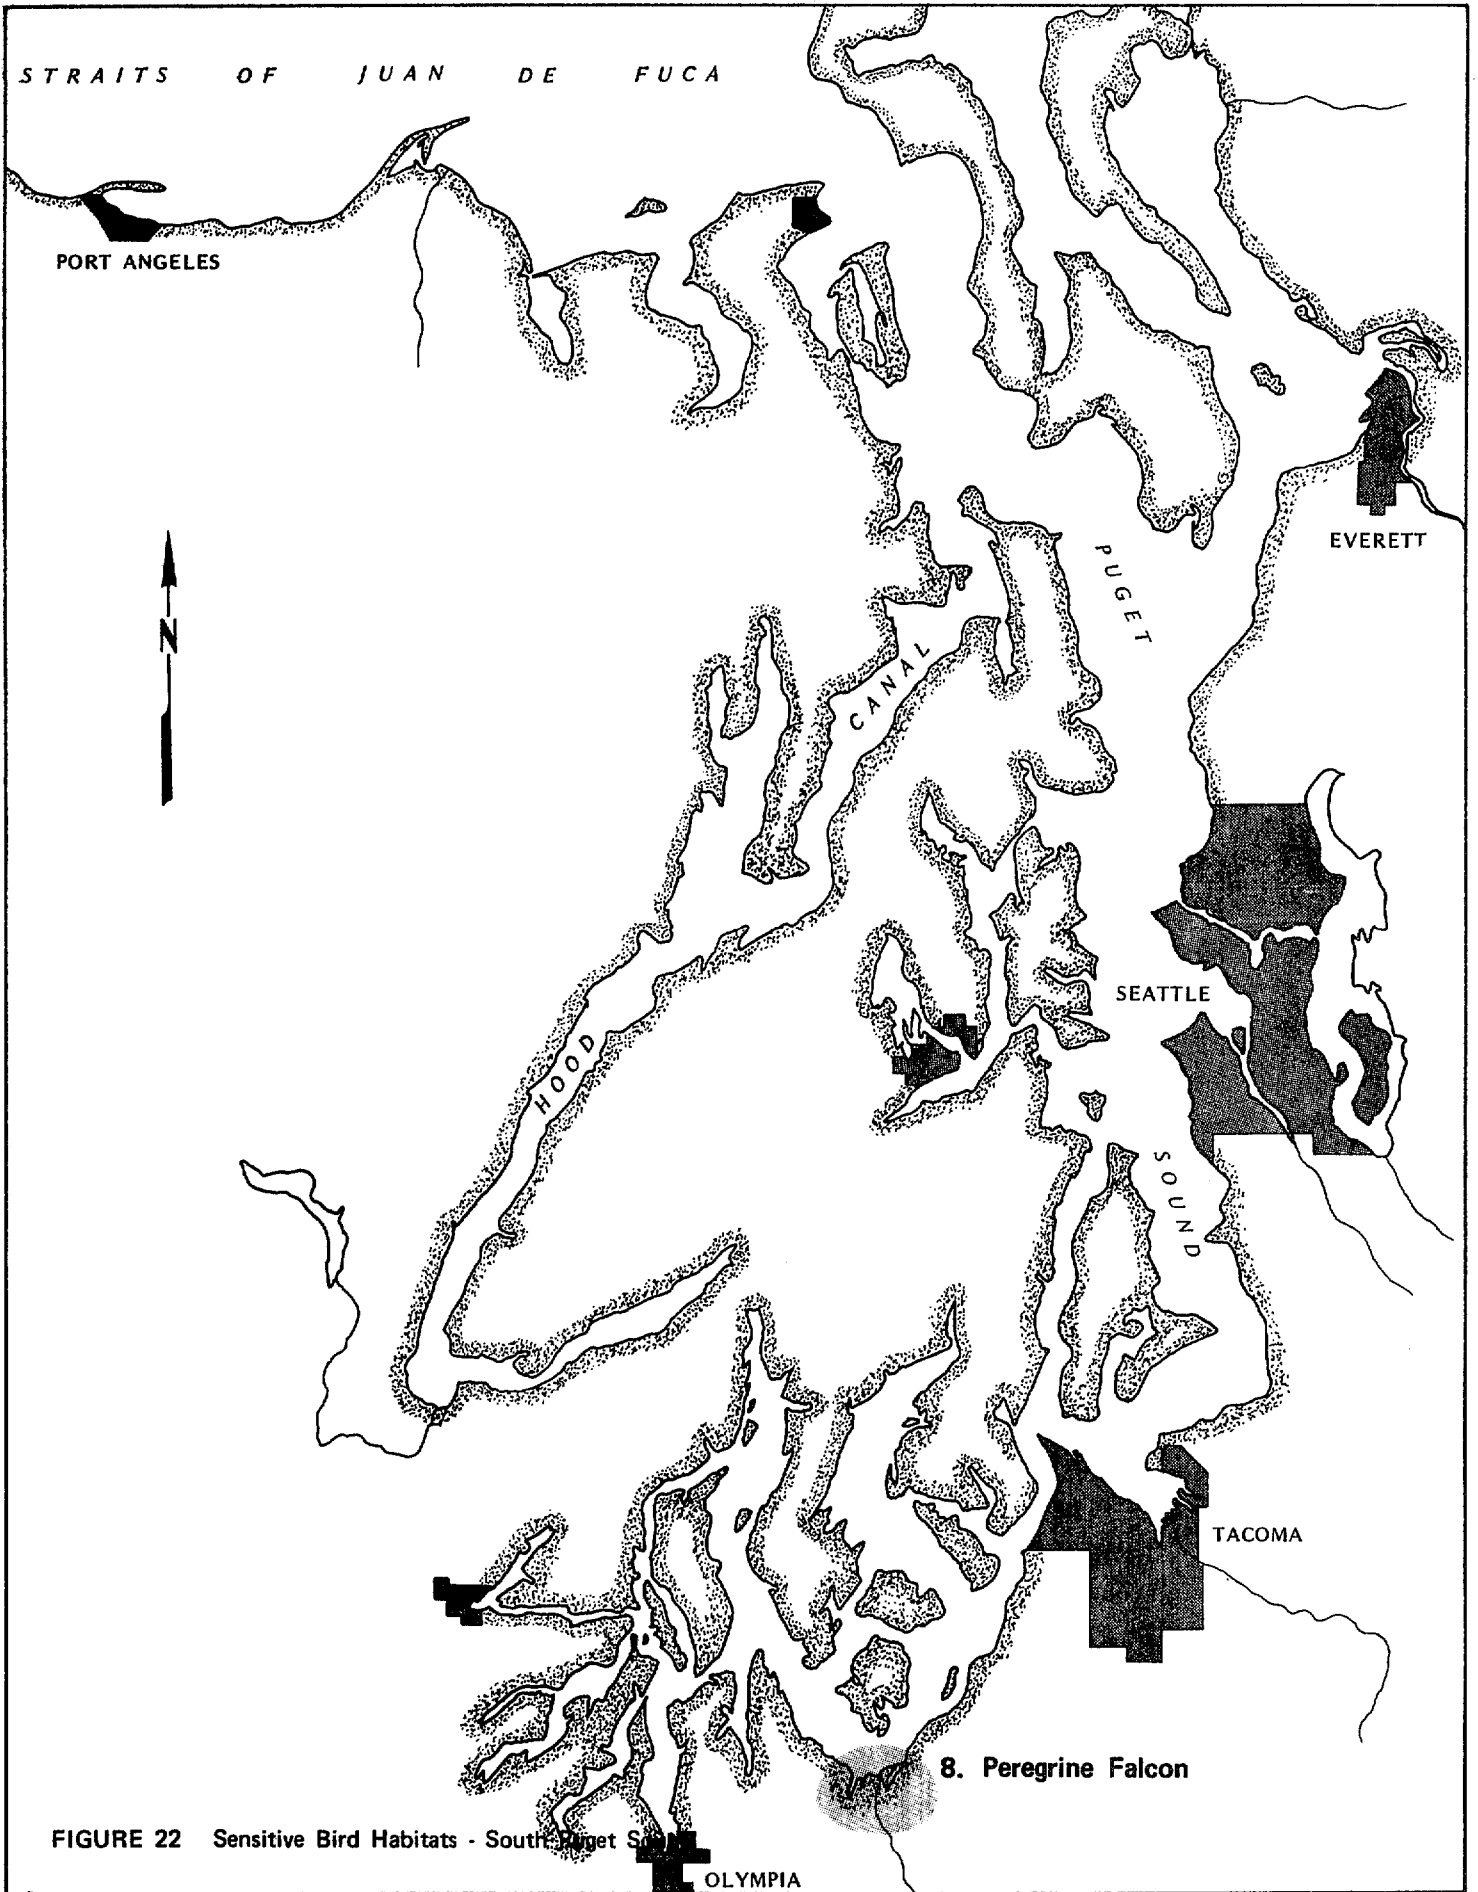 STRAITS OF JUAN DE FUCA
PORT ANGELES
EVERETT
PUGET
N
CANAL
SEATTLE
HOOD
SOUND
TACOMA
8. Peregrine Falcon
FIGURE 22 Sensitive Bird Habitats - South Puget
OLYMPIA